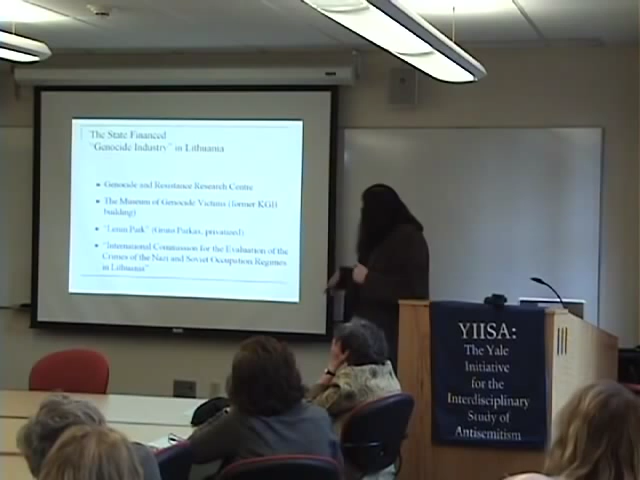 The State Financed
"Genocide Industry" in Lithuania
Genocide and Resistance Research Centre
The Museum of Genocide Victims (former KGB
building)
"Lenin Park" (Grutas Parkas, privatized)
"International Commission for the Evaluation of the
Crimes of the Nazi and Soviet Occupation Regimes
in Lithuania"
YIISA:
The Yale
Initiative
for the
Interdisciplinary
Study of
Antisemitism